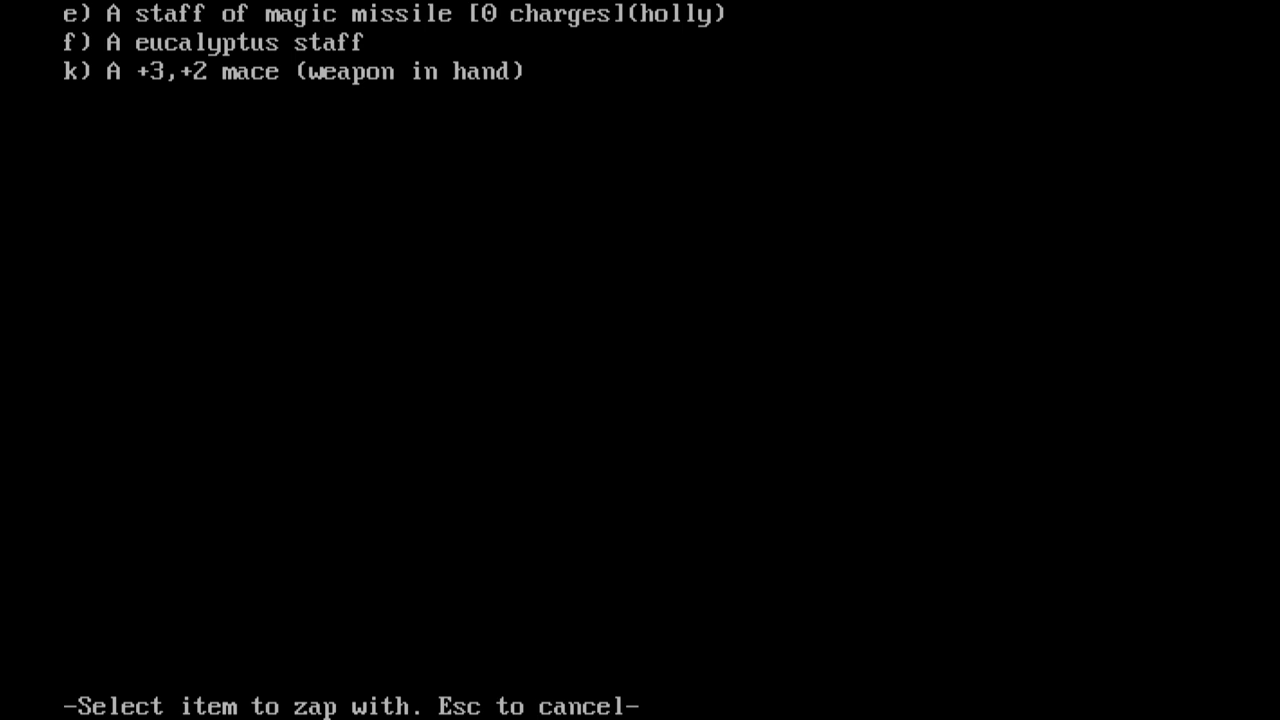 e) A staff of magic missile [0 charges](holly)
f) A eucalyptus staff
k) A +3,+2 mace (weapon in hand)
-Select item to zap with. Esc to cancel-